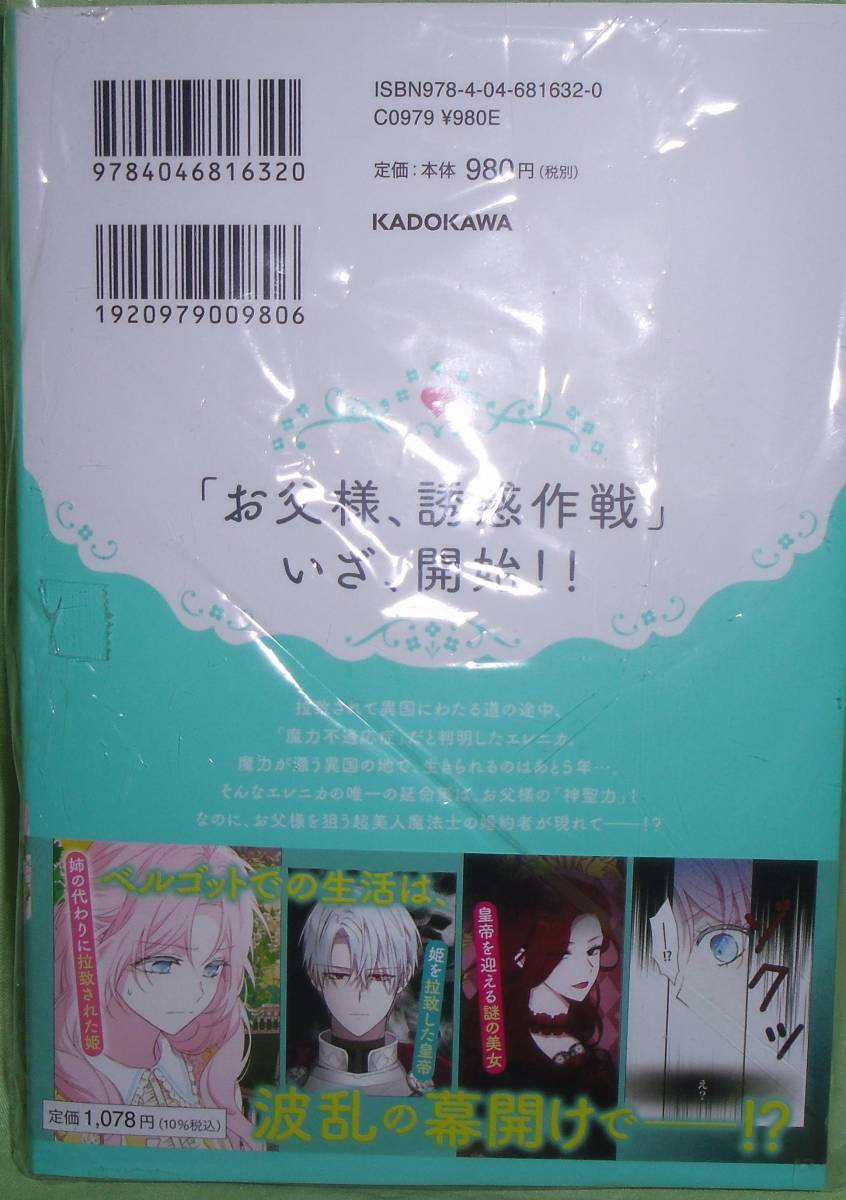 ISBN978-4-04-681632-0
C0979 ¥980E
9784046816320
定価:本体 980円(税別)
KADOKAWA
1920979009806
「お父様、誘惑作戦」
いざ、開始!!
拉致されて異国にわたる道の途中、
「魔力不適応症」だと判明したエレニカ。
魔力が漂う異国の地で、生きられるのはあと5年…。
そんなエレニカの唯一の延命策は、お父様の「神聖力」!
なのに、お父様を狙う超美人魔法士の婚約者が現れて――!?
ベルゴットでの生活は、
姉の代わりに拉致された姫
姫を拉致した皇帝
皇帝を迎える謎の美女
ゾクッ
―!?
え?
波乱の幕開けで――!?
定価1,078円(10%税込)